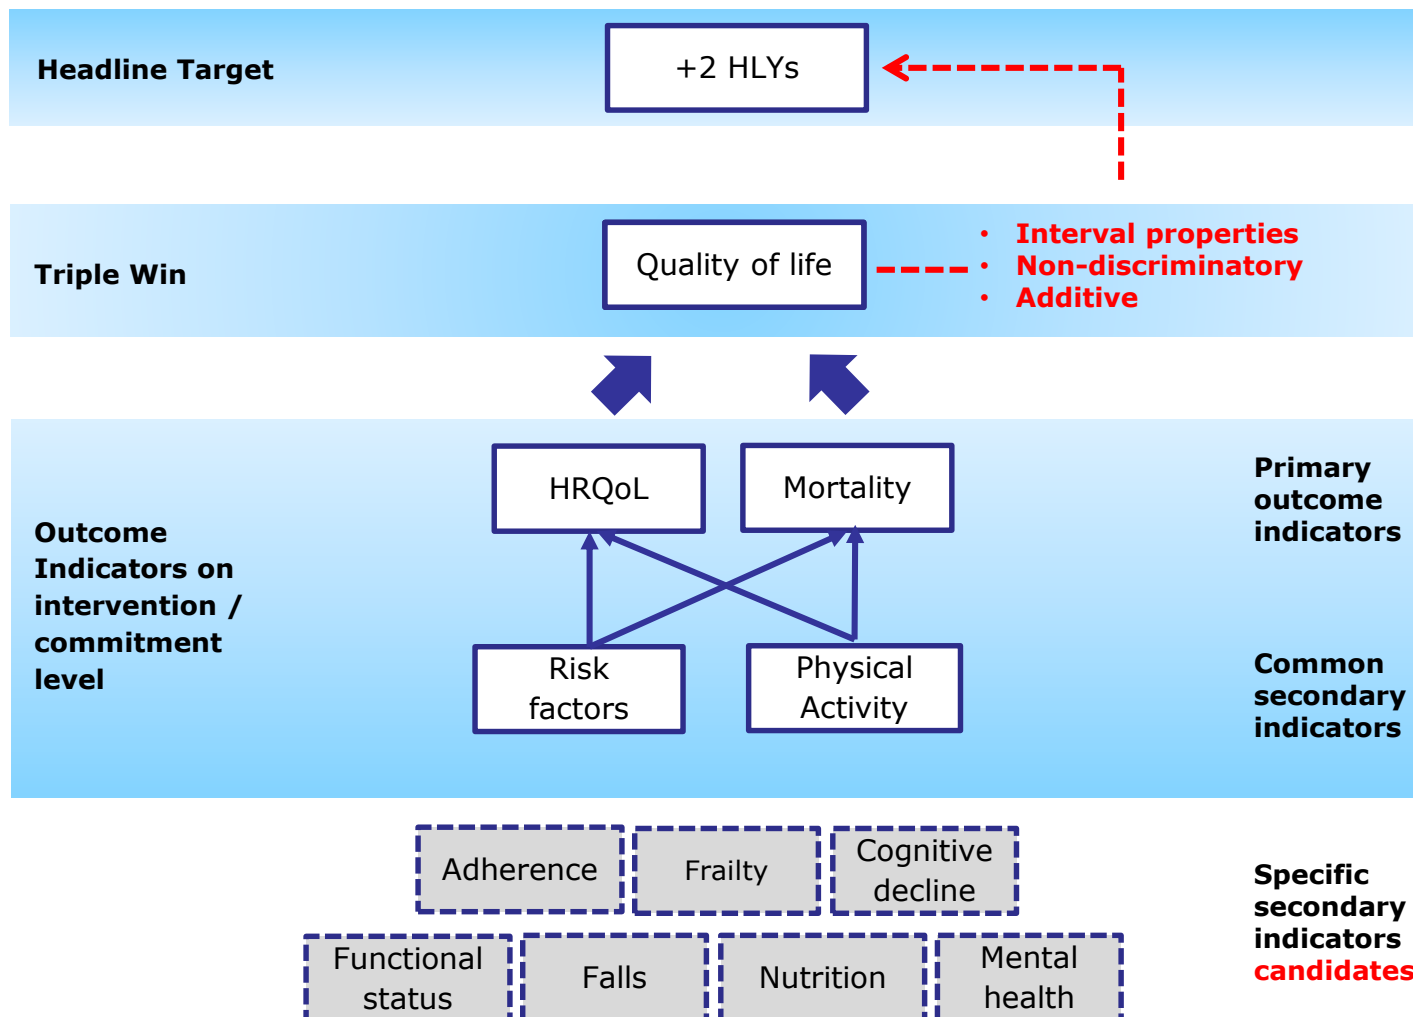 Headline Target
+2 HLYs
Triple Win
Quality of life
• Interval properties
• Non-discriminatory
• Additive
Outcome
Indicators on
intervention /
commitment
level
HRQoL
Mortality
Primary
outcome
indicators
Risk
factors
Physical
Activity
Common
secondary
indicators
Adherence
Frailty
Cognitive
decline
Functional
status
Falls
Nutrition
Mental
health
Specific
secondary
indicators
candidates